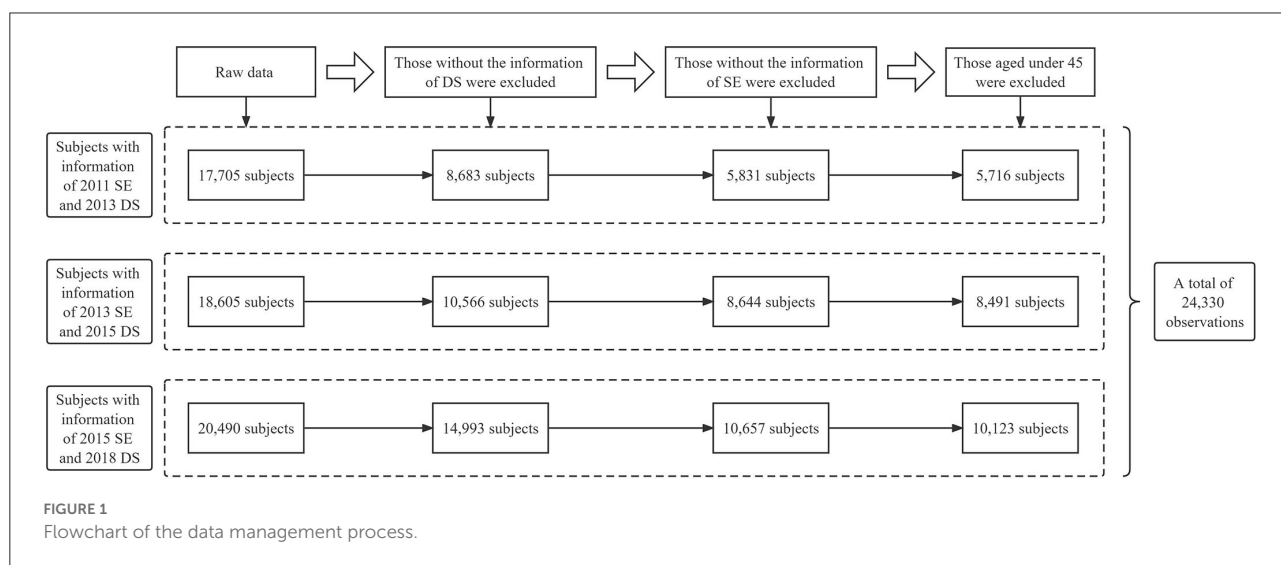 Raw data
Those without the information
of DS were excluded
Those without the information
of SE were excluded
Those aged under 45
were excluded
Subjects with
information
of 2011 SE
and 2013 DS
17,705 subjects
8,683 subjects
5,831 subjects
5,716 subjects
Subjects with
information
of 2013 SE
and 2015 DS
18,605 subjects
10,566 subjects
8,644 subjects
8,491 subjects
A total of
24,330
observations
Subjects with
information
of 2015 SE
and 2018 DS
20,490 subjects
14,993 subjects
10,657 subjects
10,123 subjects
FIGURE 1
Flowchart of the data management process.